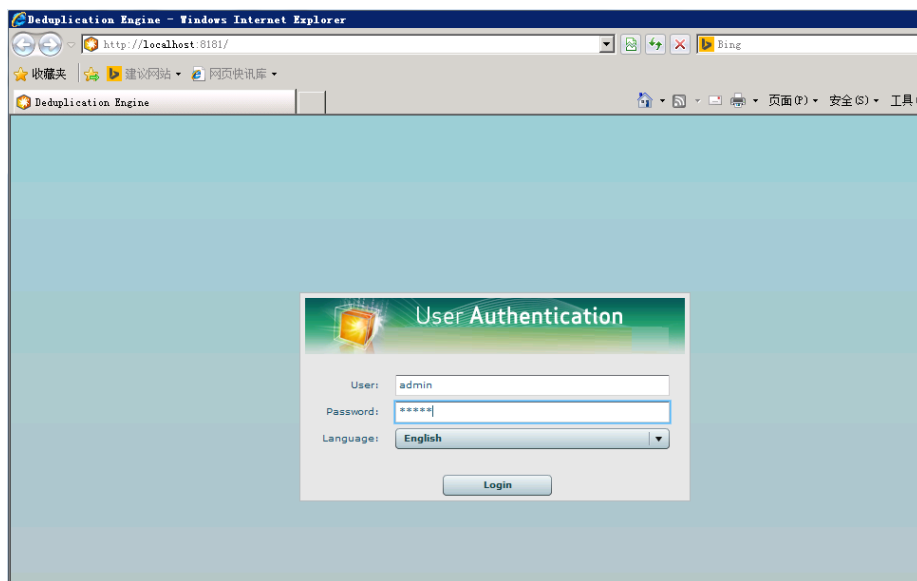 Deduplication Engine - Windows Internet Explorer
http://localhost:8181/
Bing
收藏夹 建议网站 网页快讯库
Deduplication Engine 页面(P) 安全(S) 工具
User Authentication
User: admin
Password: *****
Language: English
Login